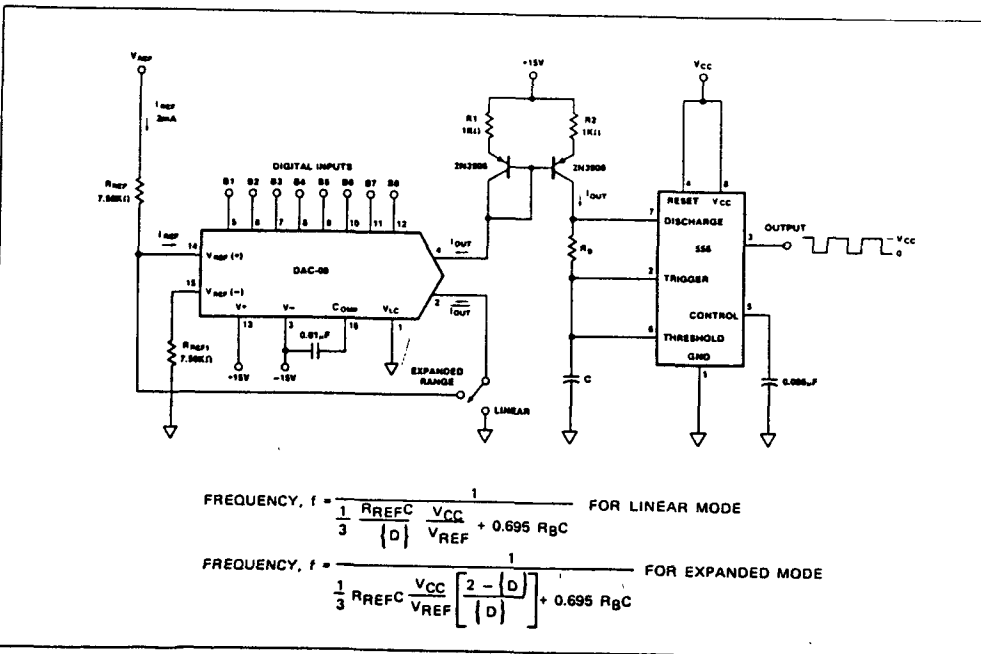 VREF
IREF
2mA
RREF
7.50KΩ
IREF
DIGITAL INPUTS
B1 B2 B3 B4 B5 B6 B7 B8
5 6 7 8 9 10 11 12
14 VREF (+)
DAC-08
15 VREF (−)
V+ V− COMP VLC
13 3 16 1
4 IOUT
2 IOUT
0.01μF
RREF1
7.50KΩ
+15V
−15V
EXPANDED
RANGE
LINEAR
+15V
R1
1KΩ
R2
1KΩ
2N3906
2N3906
IOUT
RB
C
VCC
4 8
RESET VCC
7 DISCHARGE
2 TRIGGER
6 THRESHOLD
3 OUTPUT
VCC
0
CONTROL 5
GND
1
FREQUENCY, f = 1 / (1/3 RREFC/{D} VCC/VREF + 0.695 RBC) FOR LINEAR MODE
FREQUENCY, f = 1 / (1/3 RREFC VCC/VREF [2 − {D} / {D}] + 0.695 RBC) FOR EXPANDED MODE